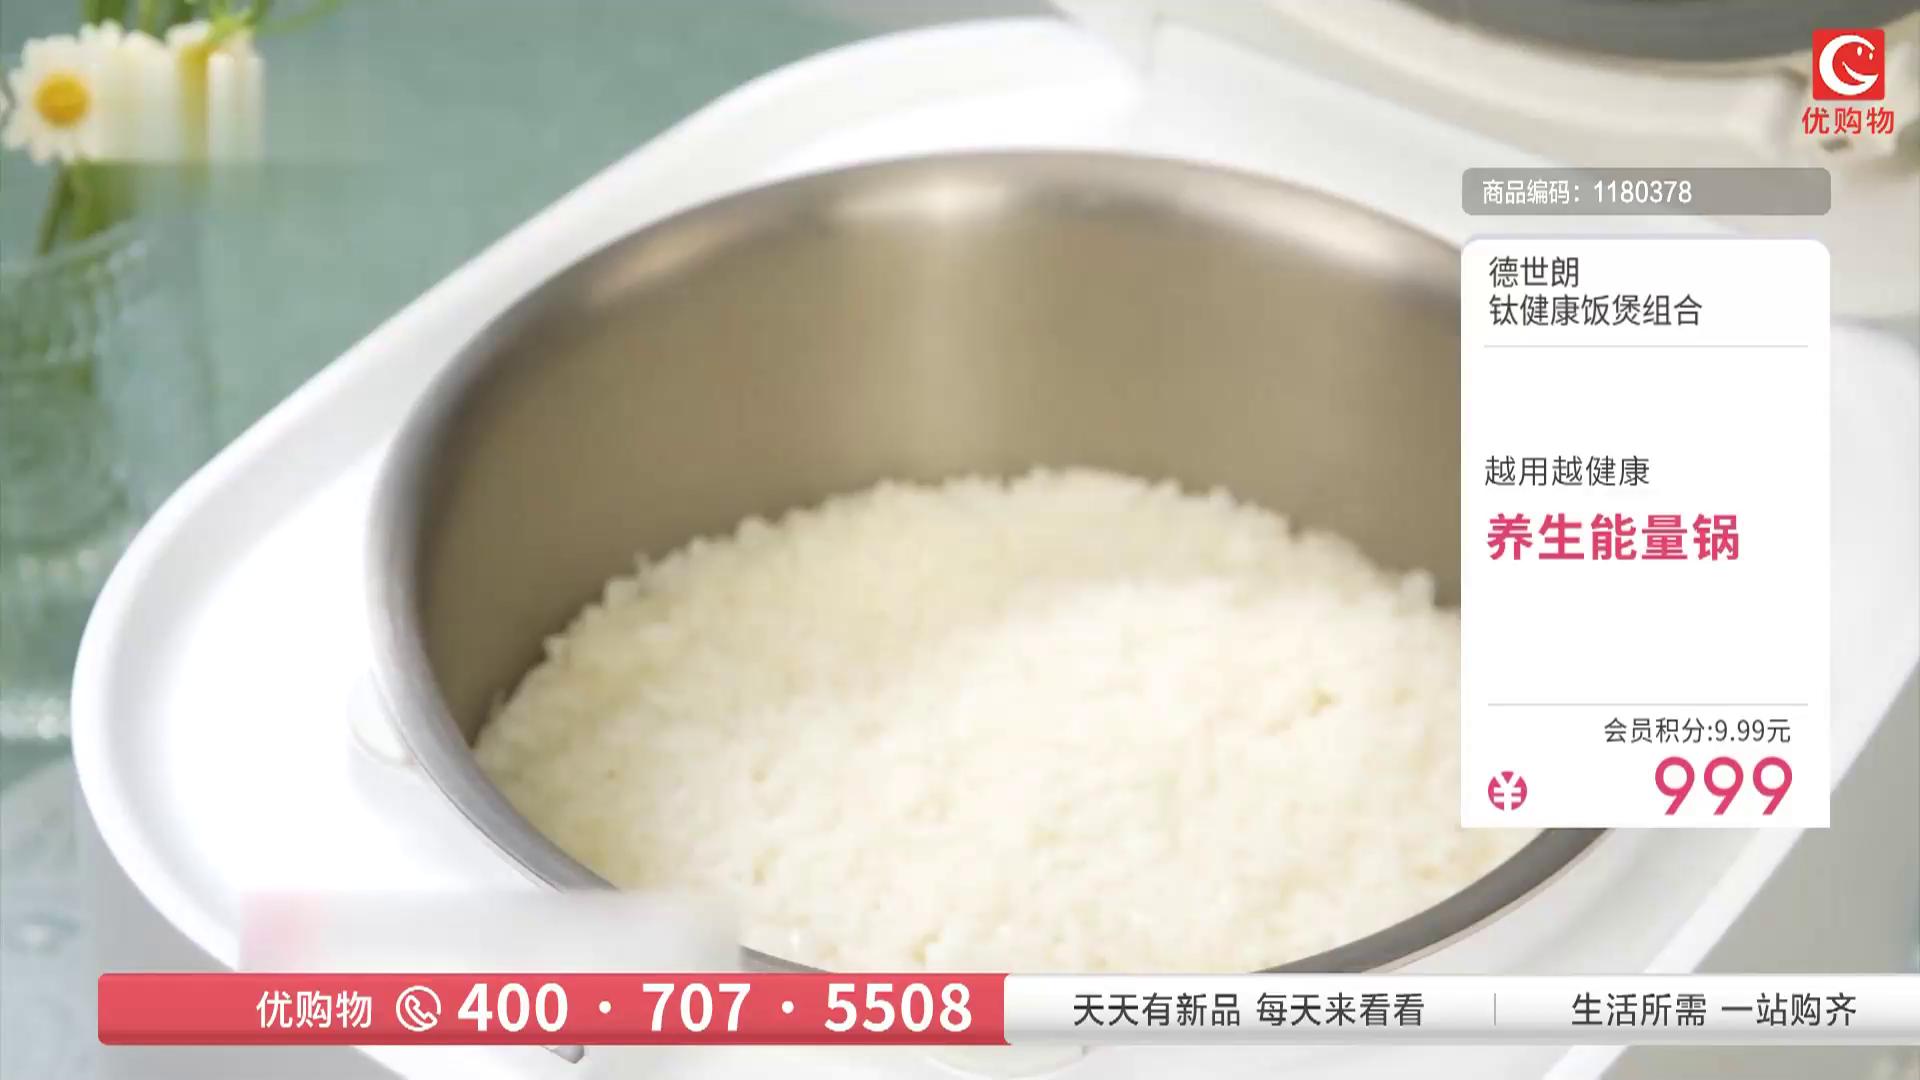 优购物
商品编码：1180378
德世朗
钛健康饭煲组合
越用越健康
养生能量锅
会员积分:9.99元
¥ 999
优购物 400·707·5508
天天有新品 每天来看看
生活所需 一站购齐